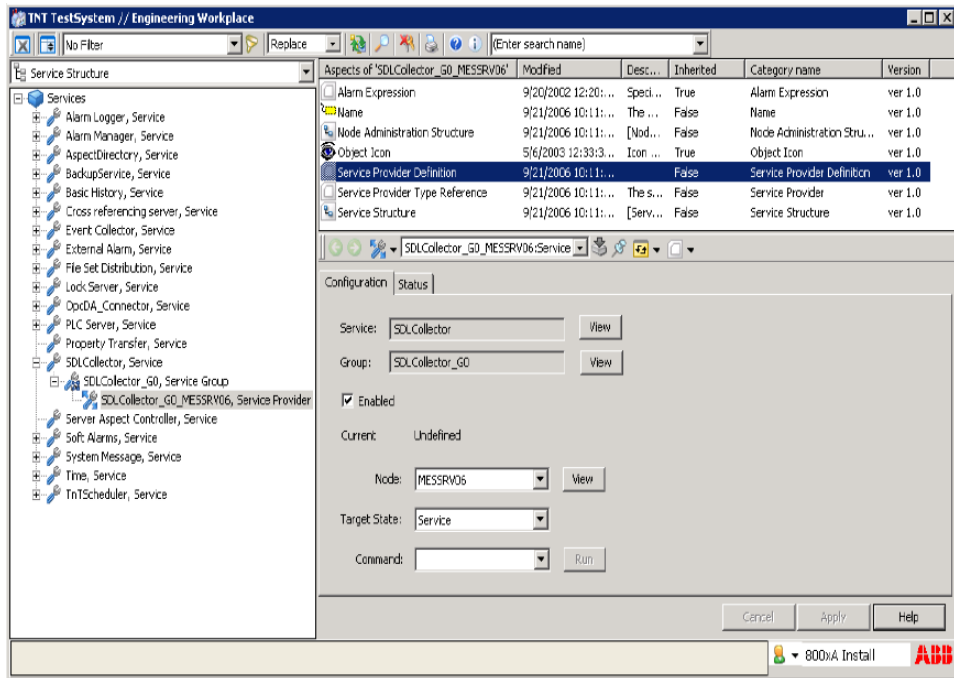 TNT TestSystem // Engineering Workplace
No Filter Replace (Enter search name)
Service Structure
Services
Alarm Logger, Service
Alarm Manager, Service
AspectDirectory, Service
BackupService, Service
Basic History, Service
Cross referencing server, Service
Event Collector, Service
External Alarm, Service
File Set Distribution, Service
Lock Server, Service
OpcDA_Connector, Service
PLC Server, Service
Property Transfer, Service
SDLCollector, Service
SDLCollector_G0, Service Group
SDLCollector_G0_MESSRV06, Service Provider
Server Aspect Controller, Service
Soft Alarms, Service
System Message, Service
Time, Service
TnTScheduler, Service
Aspects of 'SDLCollector_G0_MESSRV06' Modified Desc... Inherited Category name Version
Alarm Expression 9/20/2002 12:20:... Speci... True Alarm Expression ver 1.0
Name 9/21/2006 10:11:... The ... False Name ver 1.0
Node Administration Structure 9/21/2006 10:11:... [Nod... False Node Administration Stru... ver 1.0
Object Icon 5/6/2003 12:33:3... Icon ... True Object Icon ver 1.0
Service Provider Definition 9/21/2006 10:11:... False Service Provider Definition ver 1.0
Service Provider Type Reference 9/21/2006 10:11:... The s... False Service Provider ver 1.0
Service Structure 9/21/2006 10:11:... [Serv... False Service Structure ver 1.0
SDLCollector_G0_MESSRV06:Service
Configuration Status
Service: SDLCollector View
Group: SDLCollector_G0 View
Enabled
Current Undefined
Node: MESSRV06 View
Target State: Service
Command: Run
Cancel Apply Help
800xA Install ABB